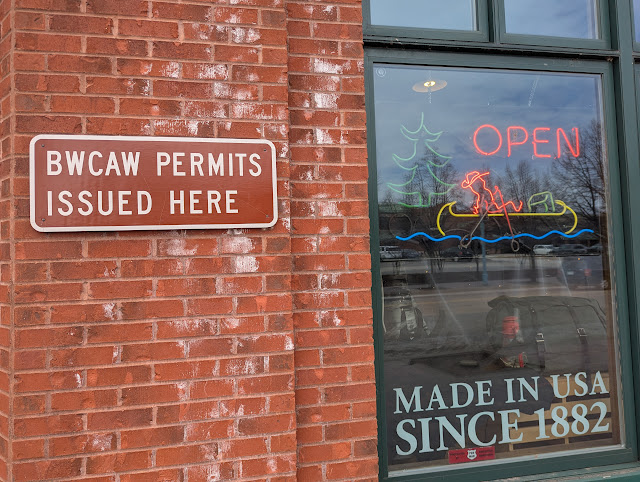 BWCAW PERMITS
ISSUED HERE
OPEN
MADE IN USA
SINCE 1882